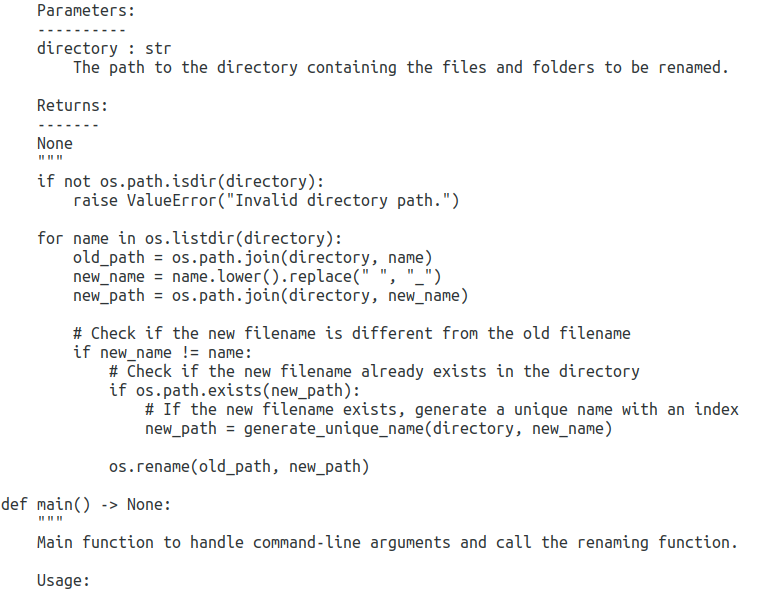 Parameters:
    ----------
    directory : str
        The path to the directory containing the files and folders to be renamed.

    Returns:
    -------
    None
    """
    if not os.path.isdir(directory):
        raise ValueError("Invalid directory path.")

    for name in os.listdir(directory):
        old_path = os.path.join(directory, name)
        new_name = name.lower().replace(" ", "_")
        new_path = os.path.join(directory, new_name)

        # Check if the new filename is different from the old filename
        if new_name != name:
            # Check if the new filename already exists in the directory
            if os.path.exists(new_path):
                # If the new filename exists, generate a unique name with an index
                new_path = generate_unique_name(directory, new_name)

            os.rename(old_path, new_path)

def main() -> None:
    """
    Main function to handle command-line arguments and call the renaming function.

    Usage: